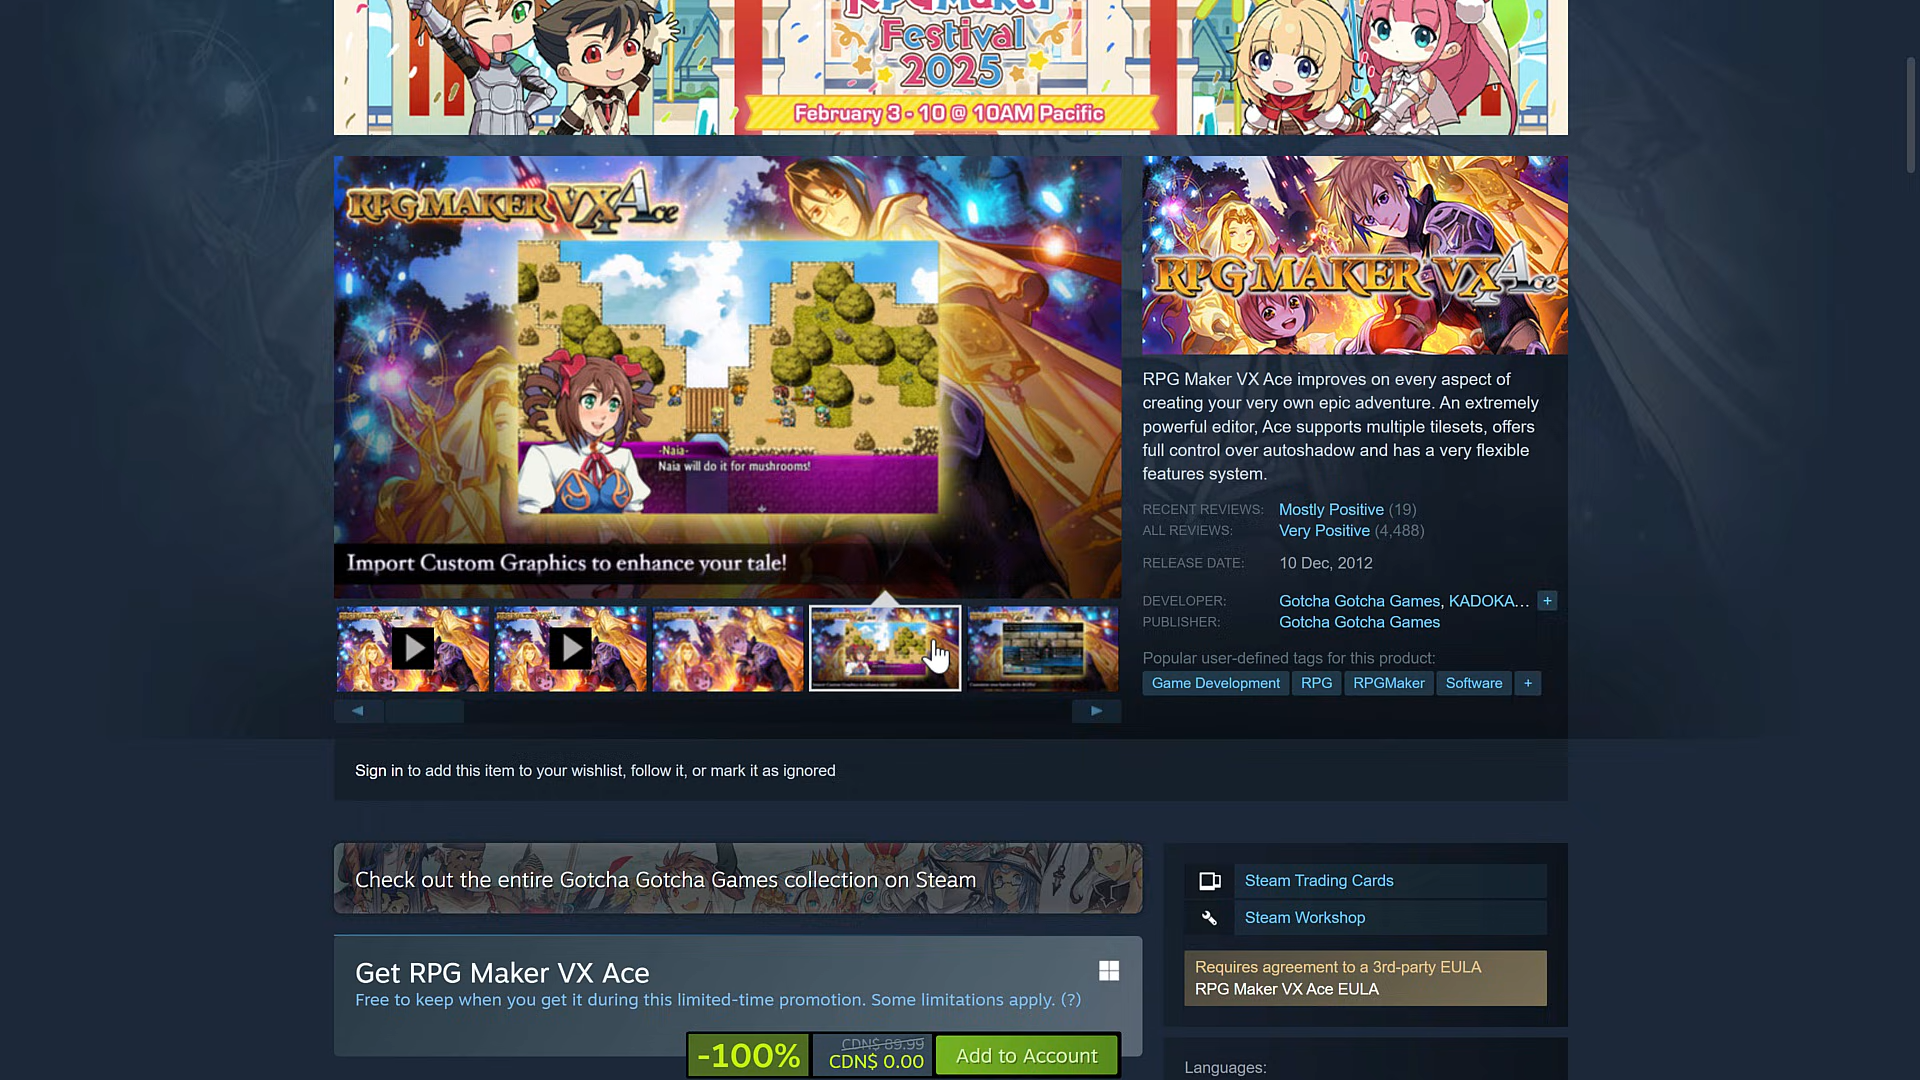 RPG Maker
Festival
2025
February 3 - 10 @ 10AM Pacific
RPG MAKER VX Ace
-Naia-
Naia will do it for mushrooms!
Import Custom Graphics to enhance your tale!
RPG MAKER VX Ace
RPG Maker VX Ace improves on every aspect of
creating your very own epic adventure. An extremely
powerful editor, Ace supports multiple tilesets, offers
full control over autoshadow and has a very flexible
features system.
RECENT REVIEWS: Mostly Positive (19)
ALL REVIEWS: Very Positive (4,488)
RELEASE DATE: 10 Dec, 2012
DEVELOPER: Gotcha Gotcha Games, KADOKA... +
PUBLISHER: Gotcha Gotcha Games
Popular user-defined tags for this product:
Game Development RPG RPGMaker Software +
Sign in to add this item to your wishlist, follow it, or mark it as ignored
Check out the entire Gotcha Gotcha Games collection on Steam
Get RPG Maker VX Ace
Free to keep when you get it during this limited-time promotion. Some limitations apply. (?)
-100%
CDN$ 89.99
CDN$ 0.00
Add to Account
Steam Trading Cards
Steam Workshop
Requires agreement to a 3rd-party EULA
RPG Maker VX Ace EULA
Languages: